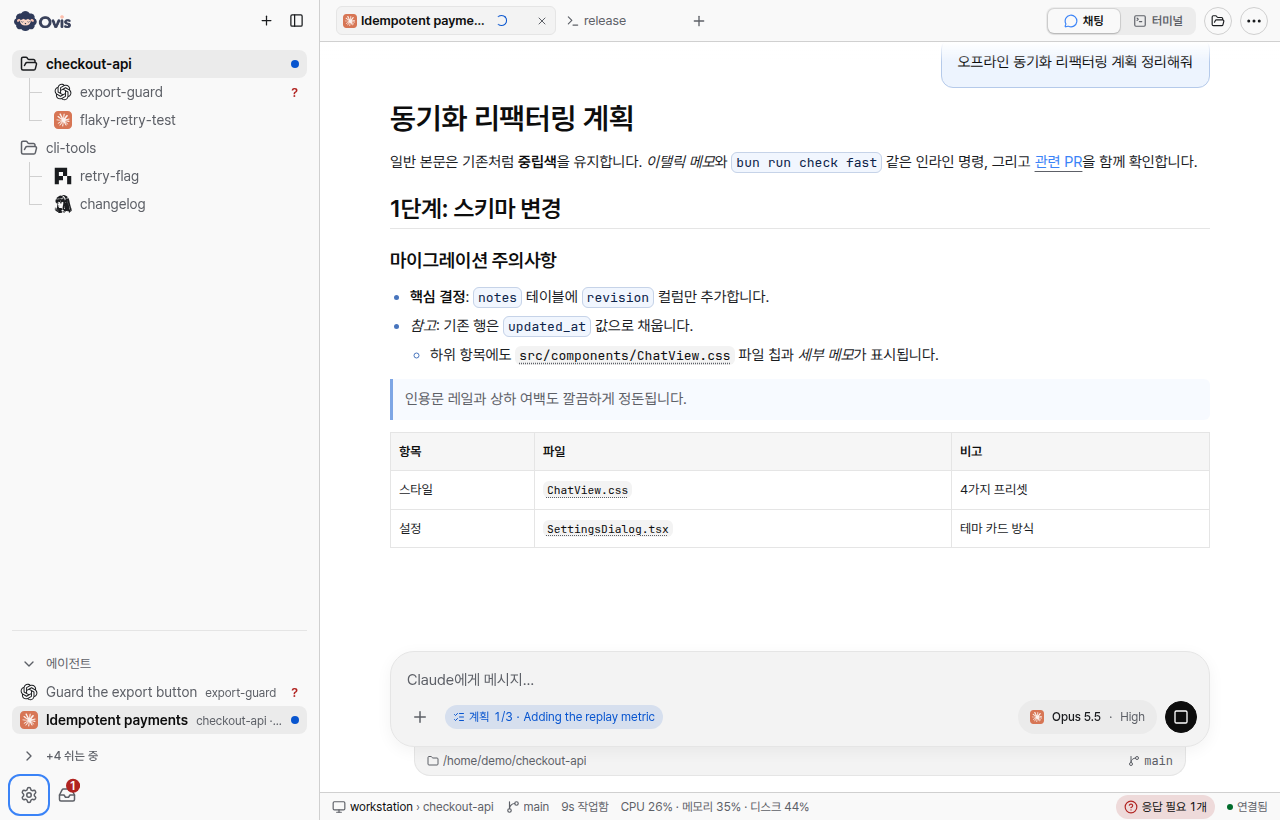 Ovis
checkout-api
export-guard ?
flaky-retry-test
cli-tools
retry-flag
changelog
에이전트
Guard the export button export-guard ?
Idempotent payments checkout-api ·...
+4 쉬는 중
1
Idempotent payme...
release
채팅
터미널
오프라인 동기화 리팩터링 계획 정리해줘
동기화 리팩터링 계획
일반 본문은 기존처럼 중립색을 유지합니다. 이탤릭 메모와 bun run check fast 같은 인라인 명령, 그리고 관련 PR을 함께 확인합니다.
1단계: 스키마 변경
마이그레이션 주의사항
핵심 결정: notes 테이블에 revision 컬럼만 추가합니다.
참고: 기존 행은 updated_at 값으로 채웁니다.
하위 항목에도 src/components/ChatView.css 파일 칩과 세부 메모가 표시됩니다.
인용문 레일과 상하 여백도 깔끔하게 정돈됩니다.
항목 파일 비고
스타일 ChatView.css 4가지 프리셋
설정 SettingsDialog.tsx 테마 카드 방식
Claude에게 메시지...
계획 1/3 · Adding the replay metric
Opus 5.5 · High
/home/demo/checkout-api
main
workstation › checkout-api main 9s 작업함 CPU 26% · 메모리 35% · 디스크 44%
응답 필요 1개
연결됨